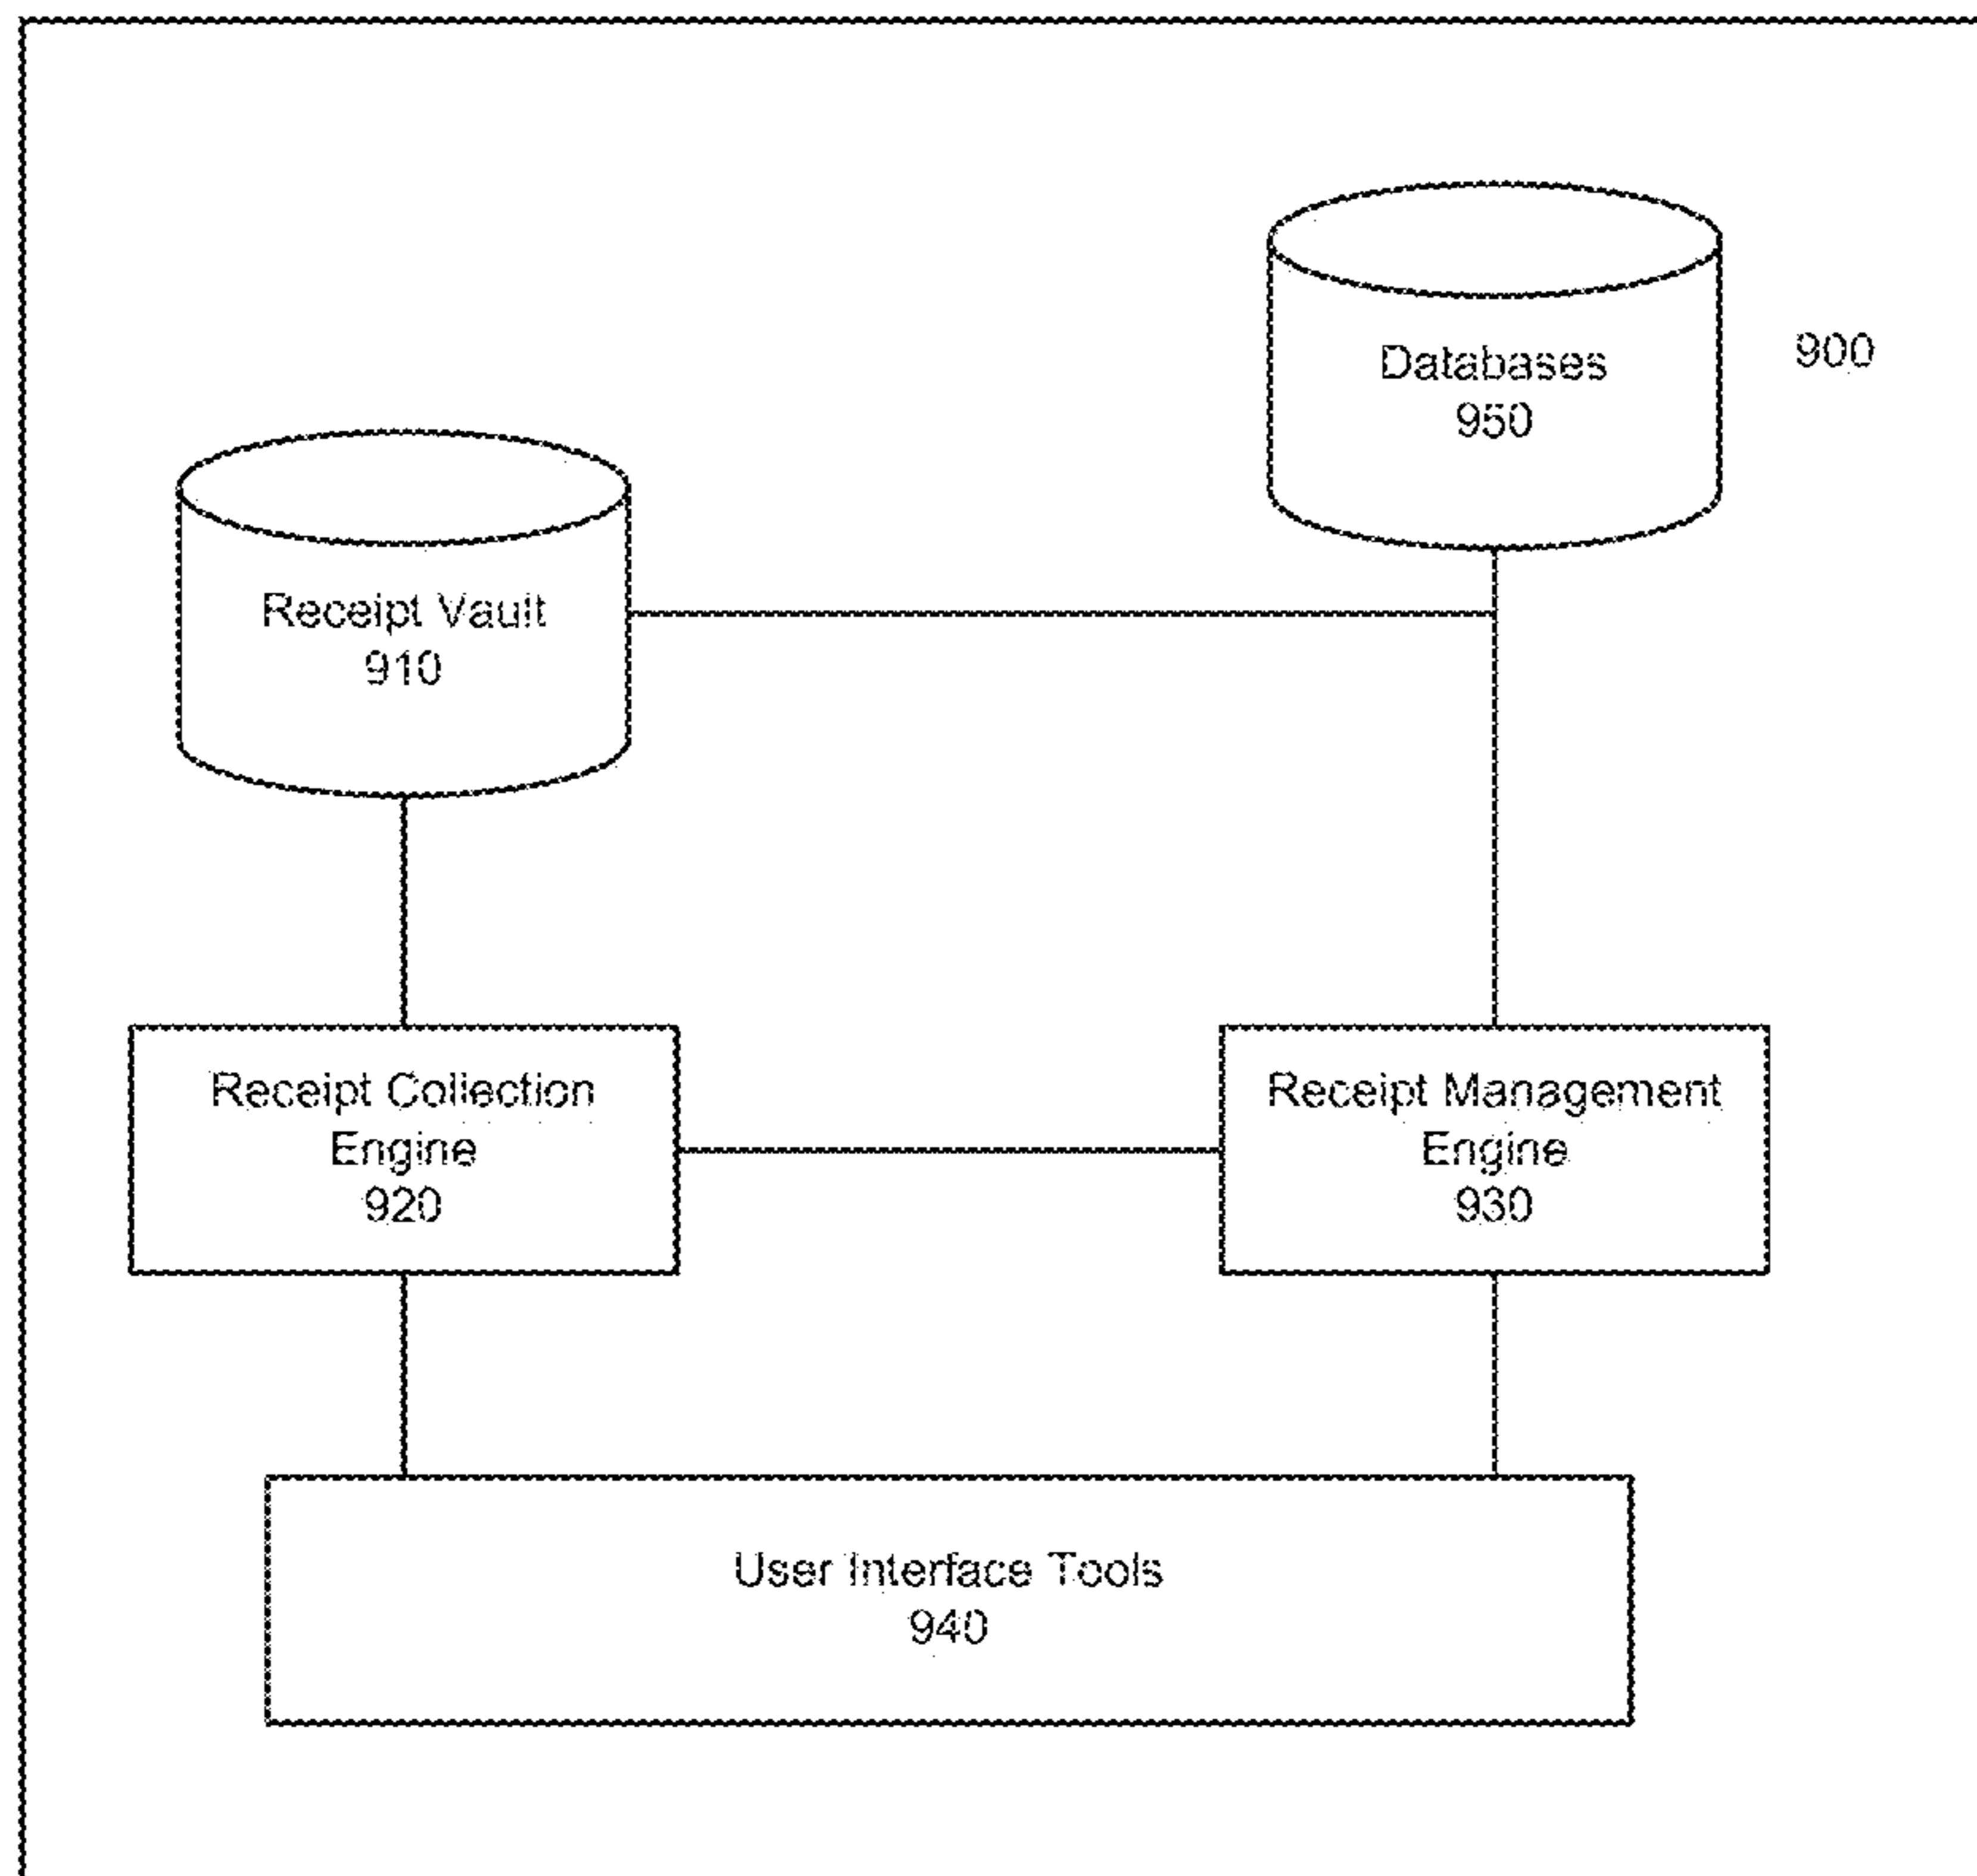 Databases
950
900
Receipt Vault
910
Receipt Collection
Engine
920
Receipt Management
Engine
930
User Interface Tools
940